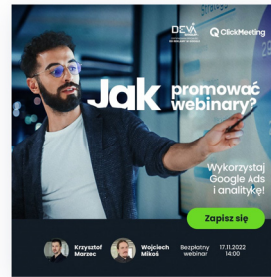 DEVA
ClickMeeting
Jak promować
webinary?
Wykorzystaj
Google Ads
i analitykę!
Zapisz się
Krzysztof
Marzec
Wojciech
Mikoś
Bezpłatny
webinar
17.11.2022
14:00